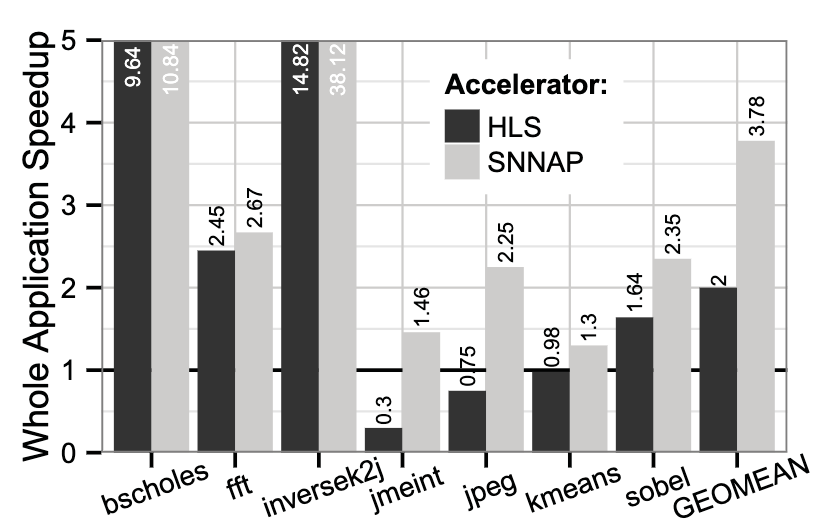 Whole Application Speedup
5
4
3
2
1
0
Accelerator:
HLS
SNNAP
9.64
10.84
2.45
2.67
14.82
38.12
0.3
1.46
0.75
2.25
0.98
1.3
1.64
2.35
2
3.78
bscholes
fft
inversek2j
jmeint
jpeg
kmeans
sobel
GEOMEAN